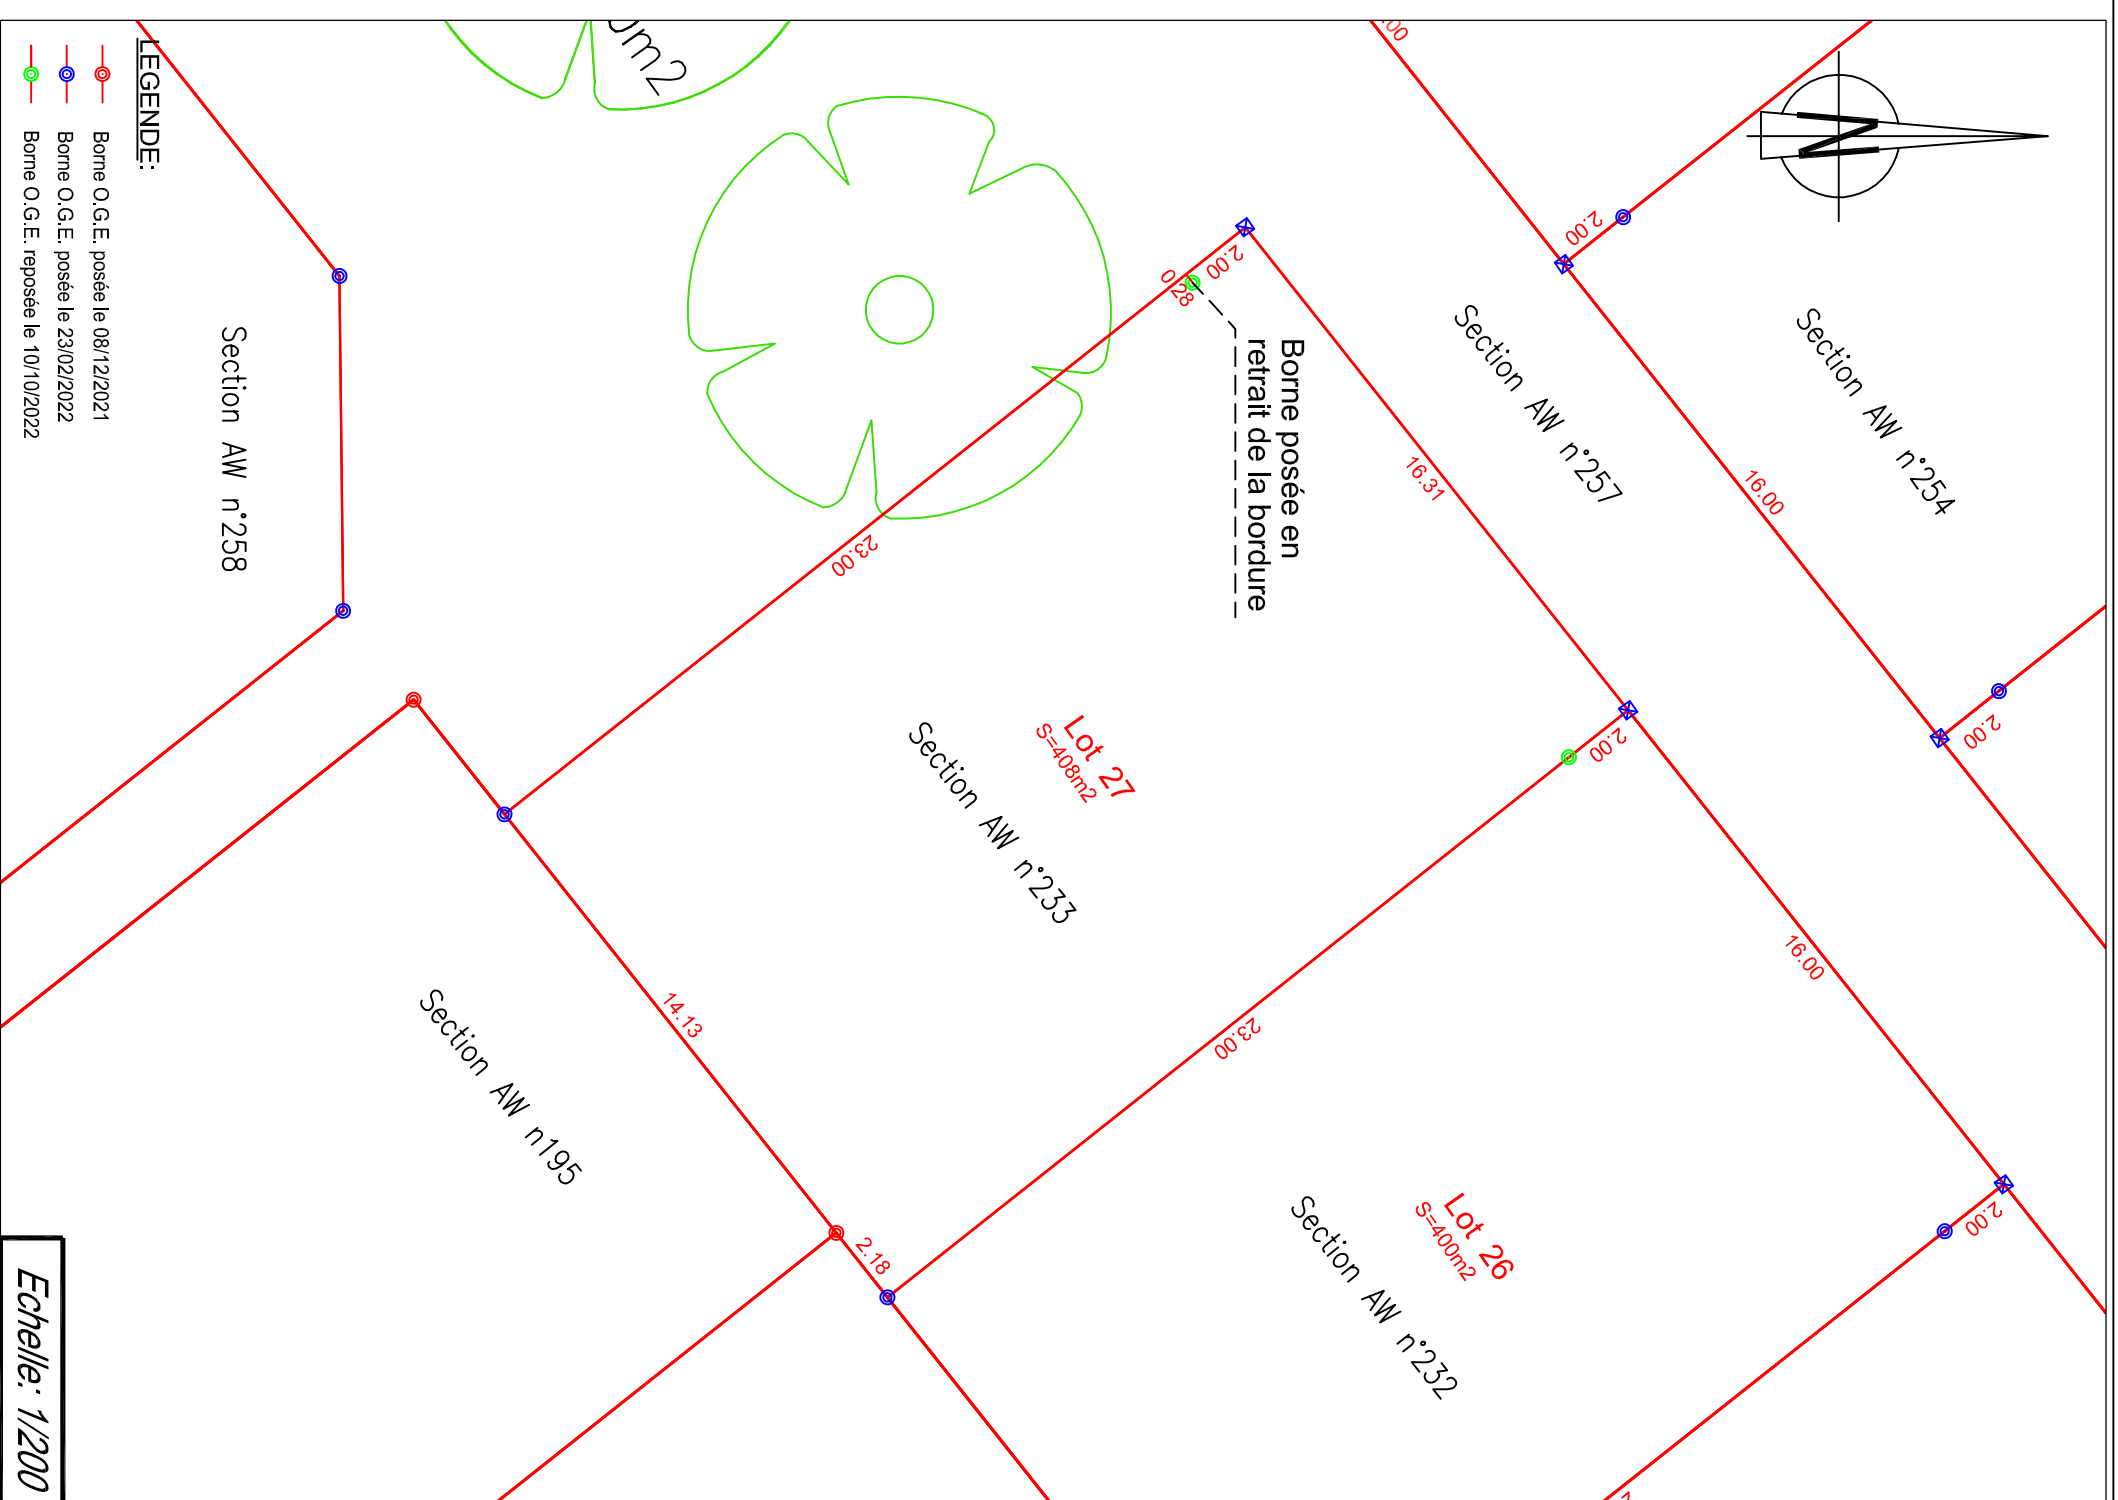 LEGENDE:
Borne O.G.E. posée le 08/12/2021
Borne O.G.E. posée le 23/02/2022
Borne O.G.E. reposée le 10/10/2022
N
Section AW n°254
Section AW n°257
2.00
16.00
2.00
16.31
16.00
2.00
0.28
Borne posée en
retrait de la bordure
2.00
2.00
23.00
Lot 27
S=408m2
Section AW n°233
23.00
Lot 26
S=400m2
Section AW n°232
Section AW n°258
14.13
2.18
Section AW n195
Echelle: 1/200